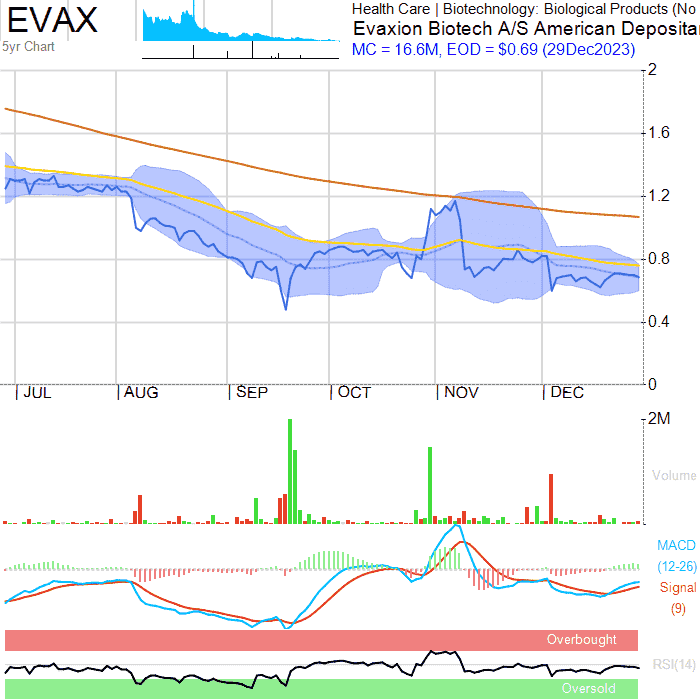 EVAX
5yr Chart
Health Care | Biotechnology: Biological Products (No
Evaxion Biotech A/S American Depositar
MC = 16.6M, EOD = $0.69 (29Dec2023)
2
1.6
1.2
0.8
0.4
0
JUL AUG SEP OCT NOV DEC
2M
Volume
MACD
(12-26)
Signal
(9)
Overbought
RSI(14)
Oversold